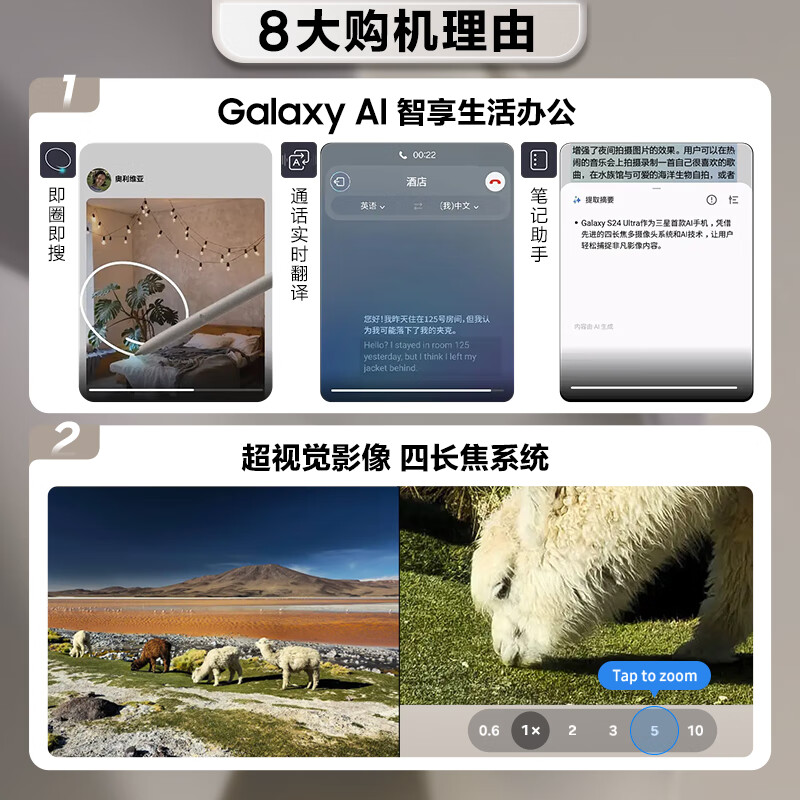 8大购机理由
1
Galaxy AI 智享生活办公
即圈即搜
奥利维亚
通话实时翻译
00:22
酒店
英语
(我)中文
您好!我昨天住在125号房间,但我认
为我可能落下了我的夹克。
Hello? I stayed in room 125
yesterday, but I think I left my
jacket behind.
笔记助手
增强了夜间拍摄图片的效果。用户可以在热
闹的音乐会上拍摄录制一首自己很喜欢的歌
曲,在水族馆与可爱的海洋生物自拍,或者
提取摘要
• Galaxy S24 Ultra作为三星首款AI手机,凭借
先进的四长焦多摄像头系统和AI技术,让用户
轻松捕捉非凡影像内容。
内容由 AI 生成
2
超视觉影像 四长焦系统
Tap to zoom
0.6 1× 2 3 5 10